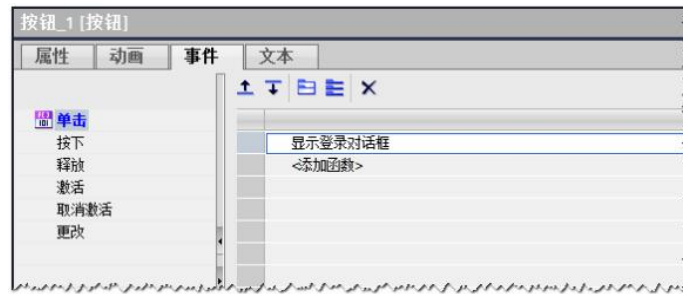 按钮_1 [按钮]
属性 动画 事件 文本
单击
显示登录对话框
按下
<添加函数>
释放
激活
取消激活
更改